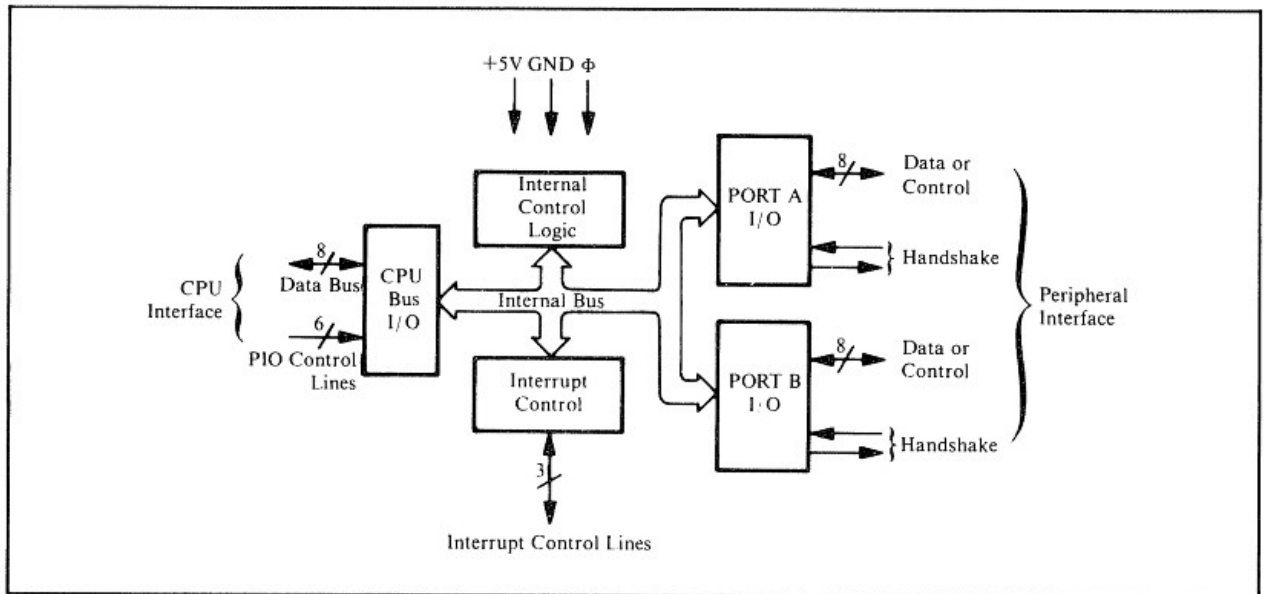 +5V GND Φ
Internal
Control
Logic
CPU
Interface
8
Data Bus
6
PIO Control
Lines
CPU
Bus
I/O
Internal Bus
Interrupt
Control
3
Interrupt Control Lines
PORT A
I/O
8
Data or
Control
Handshake
PORT B
I/O
8
Data or
Control
Handshake
Peripheral
Interface